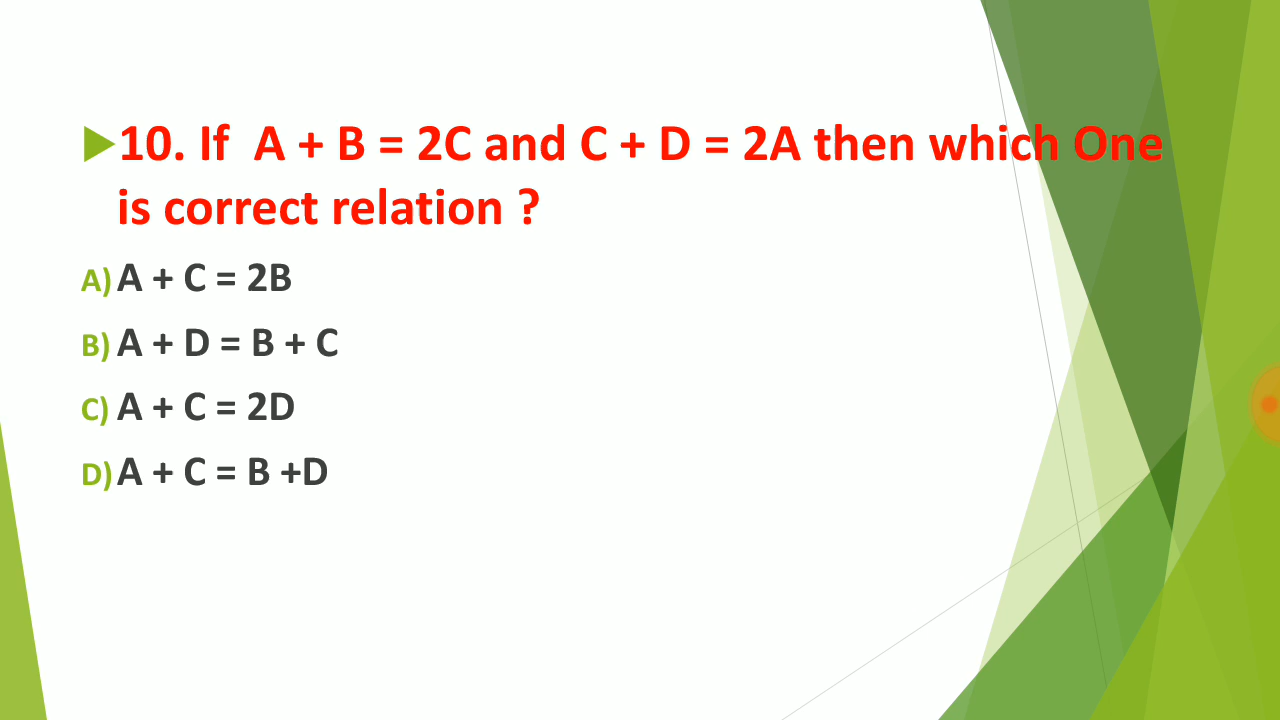 10. If  A + B = 2C and C + D = 2A then which One
is correct relation ?
A) A + C = 2B
B) A + D = B + C
C) A + C = 2D
D) A + C = B +D